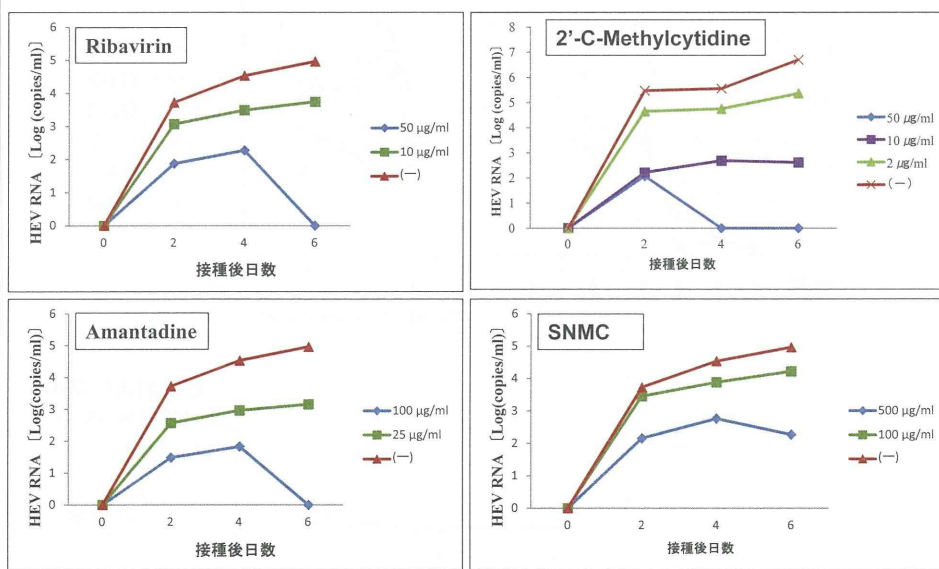 Ribavirin
HEV RNA 〔Log (copies/ml)〕
6
5
4
3
2
1
0
0 2 4 6
接種後日数
50 μg/ml
10 μg/ml
(—)
2'-C-Methylcytidine
HEV RNA 〔Log (copies/ml)〕
8
7
6
5
4
3
2
1
0
0 2 4 6
接種後日数
50 μg/ml
10 μg/ml
2 μg/ml
(—)
Amantadine
HEV RNA 〔Log(copies/ml)〕
6
5
4
3
2
1
0
0 2 4 6
接種後日数
100 μg/ml
25 μg/ml
(—)
SNMC
HEV RNA 〔Log(copies/ml)〕
6
5
4
3
2
1
0
0 2 4 6
接種後日数
500 μg/ml
100 μg/ml
(—)